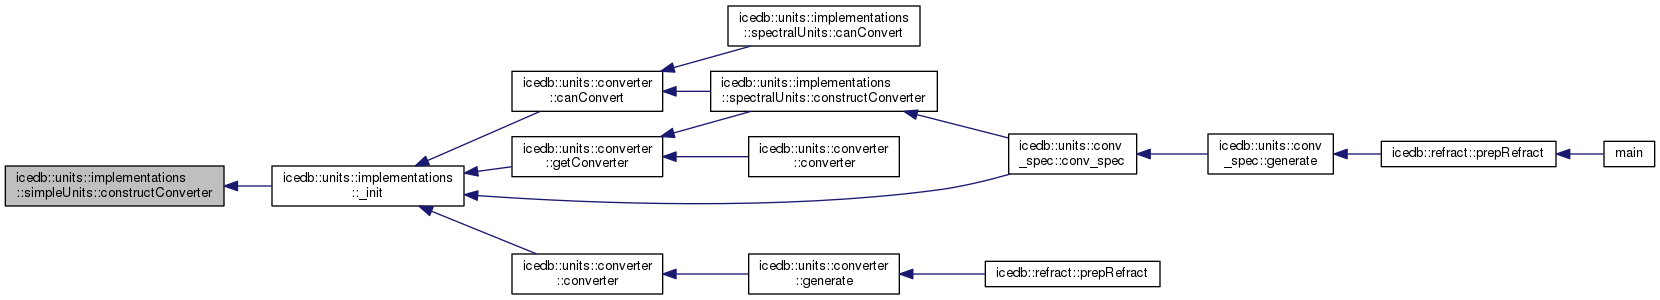 icedb::units::implementations
::spectralUnits::canConvert
icedb::units::converter
::canConvert
icedb::units::implementations
::spectralUnits::constructConverter
icedb::units::converter
::getConverter
icedb::units::converter
::converter
icedb::units::conv
_spec::conv_spec
icedb::units::conv
_spec::generate
icedb::refract::prepRefract
main
icedb::units::implementations
::simpleUnits::constructConverter
icedb::units::implementations
::_init
icedb::units::converter
::converter
icedb::units::converter
::generate
icedb::refract::prepRefract